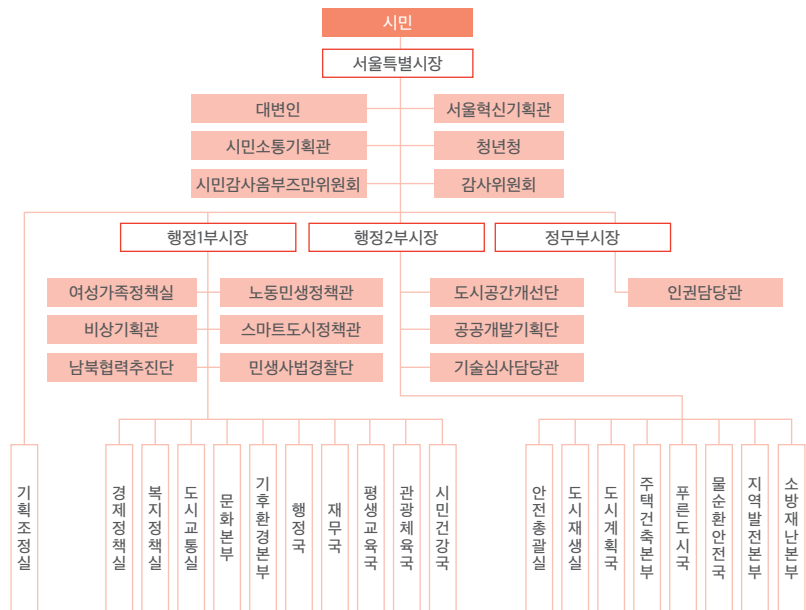 시민
서울특별시장
대변인
서울혁신기획관
시민소통기획관
청년청
시민감사옴부즈만위원회
감사위원회
행정1부시장
행정2부시장
정무부시장
여성가족정책실
노동민생정책관
도시공간개선단
인권담당관
비상기획관
스마트도시정책관
공공개발기획단
남북협력추진단
민생사법경찰단
기술심사담당관
기획조정실
경제정책실
복지정책실
도시교통실
문화본부
기후환경본부
행정국
재무국
평생교육국
관광체육국
시민건강국
안전총괄실
도시재생실
도시계획국
주택건축본부
푸른도시국
물순환안전국
지역발전본부
소방재난본부